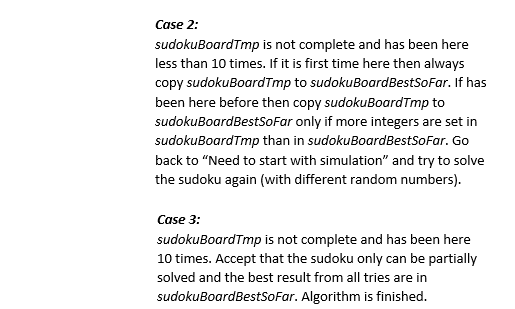 Case 2:
sudokuBoardTmp is not complete and has been here
less than 10 times. If it is first time here then always
copy sudokuBoardTmp to sudokuBoardBestSoFar. If has
been here before then copy sudokuBoardTmp to
sudokuBoardBestSoFar only if more integers are set in
sudokuBoardTmp than in sudokuBoardBestSoFar. Go
back to “Need to start with simulation” and try to solve
the sudoku again (with different random numbers).
Case 3:
sudokuBoardTmp is not complete and has been here
10 times. Accept that the sudoku only can be partially
solved and the best result from all tries are in
sudokuBoardBestSoFar. Algorithm is finished.